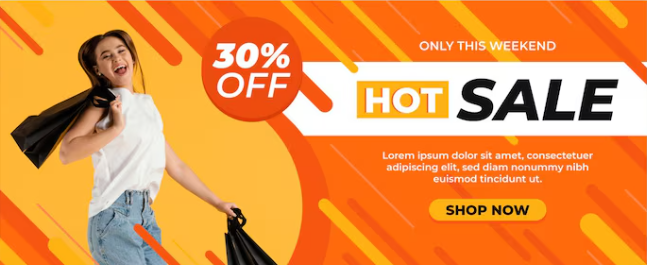 30%
OFF
ONLY THIS WEEKEND
HOT SALE
Lorem ipsum dolor sit amet, consectetuer
adipiscing elit, sed diam nonummy nibh
euismod tincidunt ut.
SHOP NOW